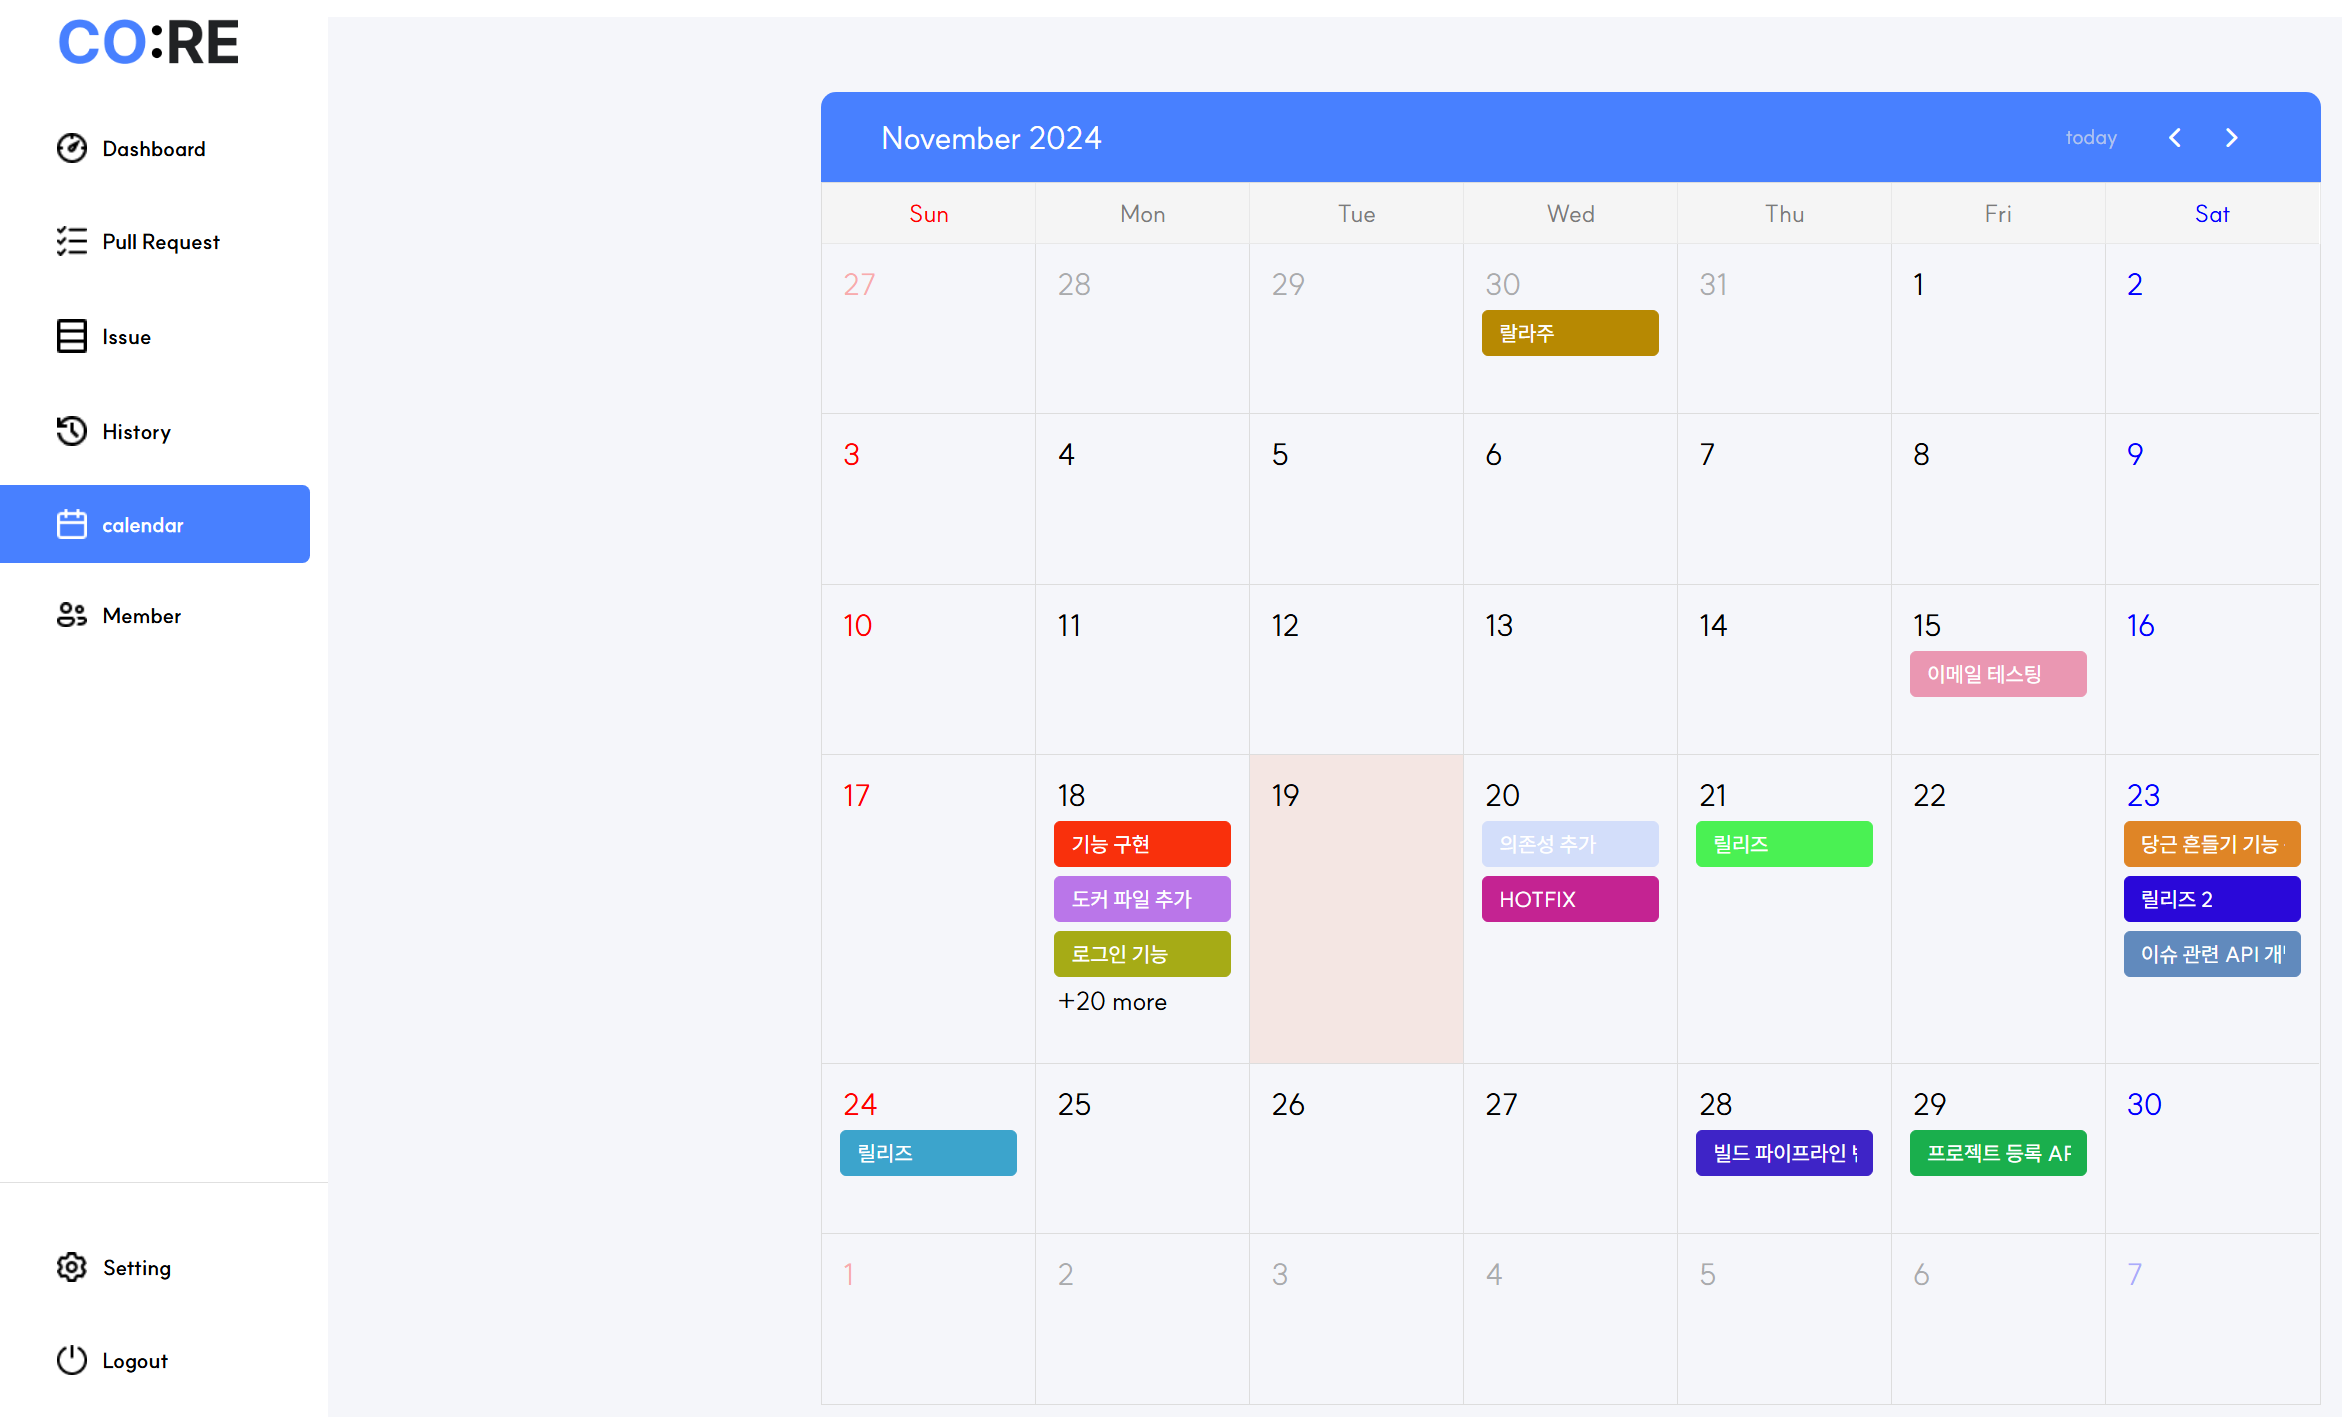 CO:RE
Dashboard
Pull Request
Issue
History
calendar
Member
Setting
Logout
November 2024
today
Sun Mon Tue Wed Thu Fri Sat
27 28 29 30 31 1 2
랄라주
3 4 5 6 7 8 9
10 11 12 13 14 15 16
이메일 테스팅
17 18 19 20 21 22 23
기능 구현 의존성 추가 릴리즈 당근 흔들기 기능
도커 파일 추가 HOTFIX 릴리즈 2
로그인 기능 이슈 관련 API
+20 more
24 25 26 27 28 29 30
릴리즈 빌드 파이프라인 프로젝트 등록
1 2 3 4 5 6 7